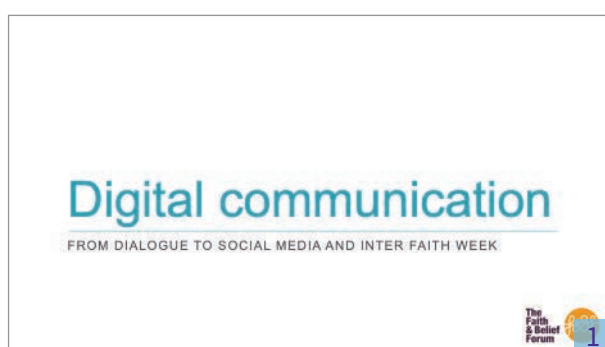 Digital communication
FROM DIALOGUE TO SOCIAL MEDIA AND INTER FAITH WEEK
The
Faith
& Belief
Forum
1